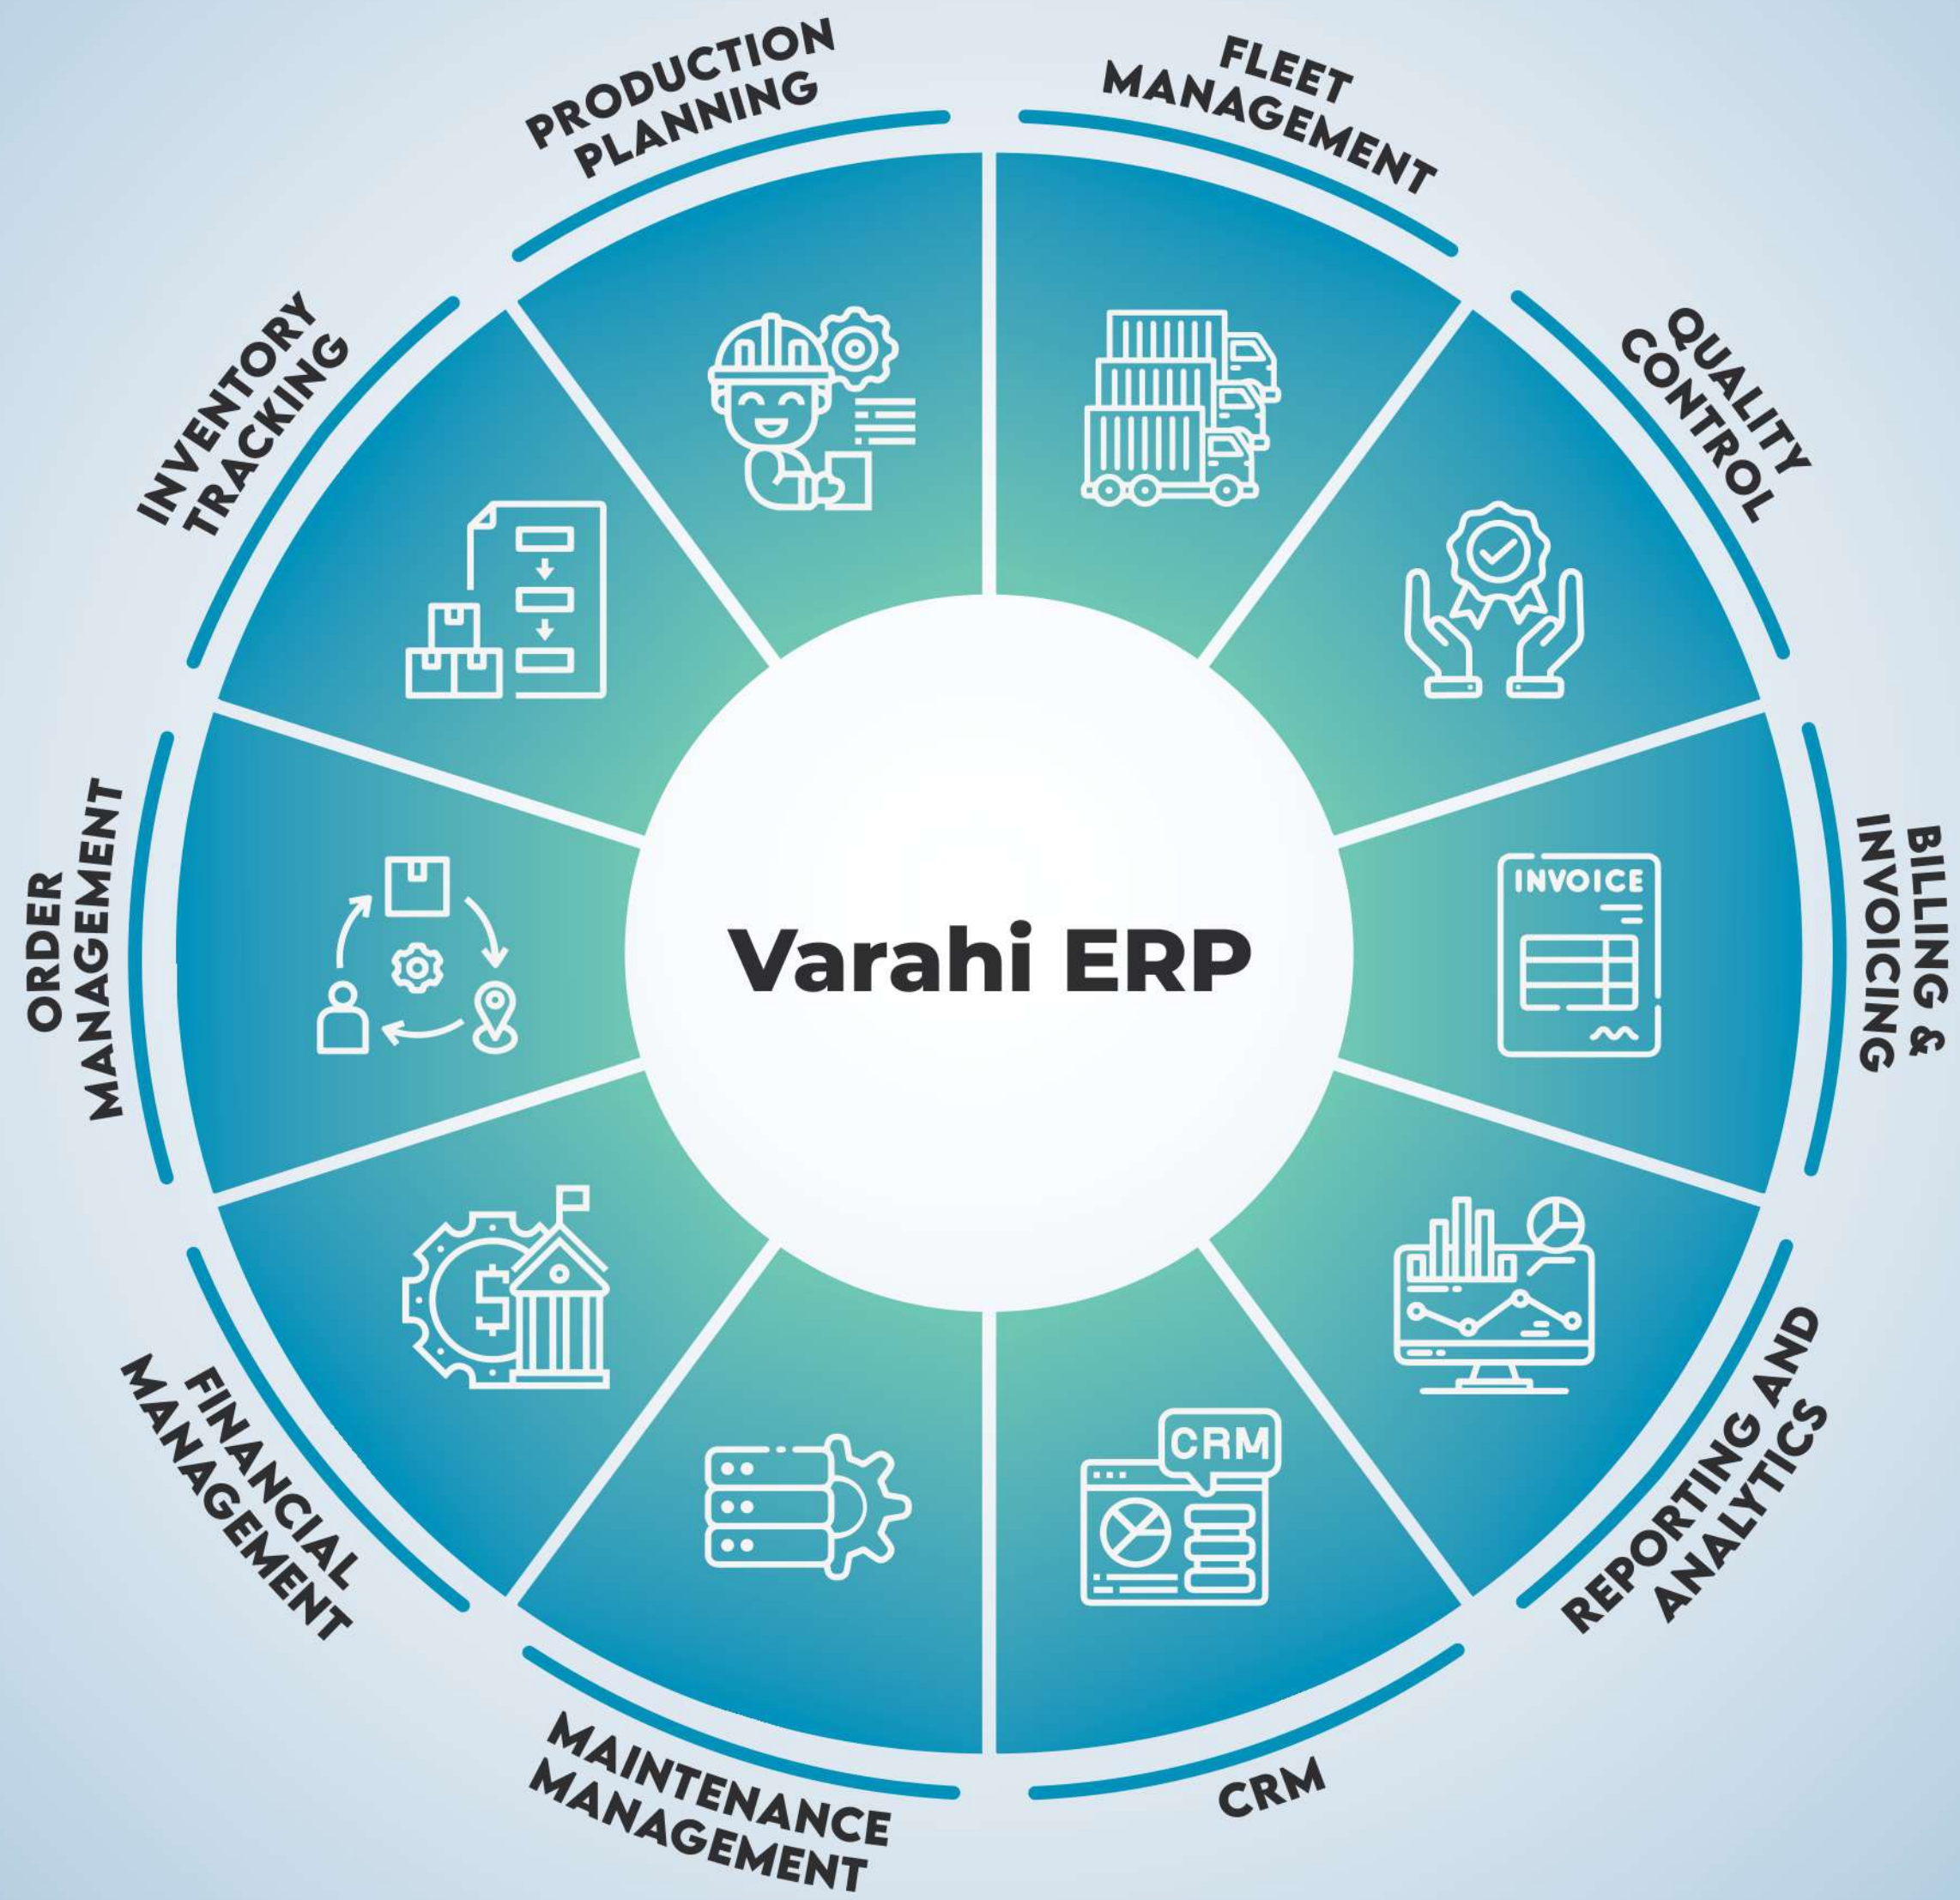 PRODUCTION
PLANNING
FLEET
MANAGEMENT
QUALITY
CONTROL
BILLING &
INVOICING
INVOICE
REPORTING AND
ANALYTICS
CRM
CRM
MAINTENANCE
MANAGEMENT
FINANCIAL
MANAGEMENT
ORDER
MANAGEMENT
INVENTORY
TRACKING
Varahi ERP